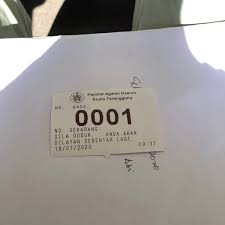 Pejabat Agama Daerah
Kuala Terengganu
NO. ANDA:
0001
NO. SEKARANG
SILA DUDUK. ANDA AKAN
DILAYAN SEBENTAR LAGI.
19/07/2020 09:37